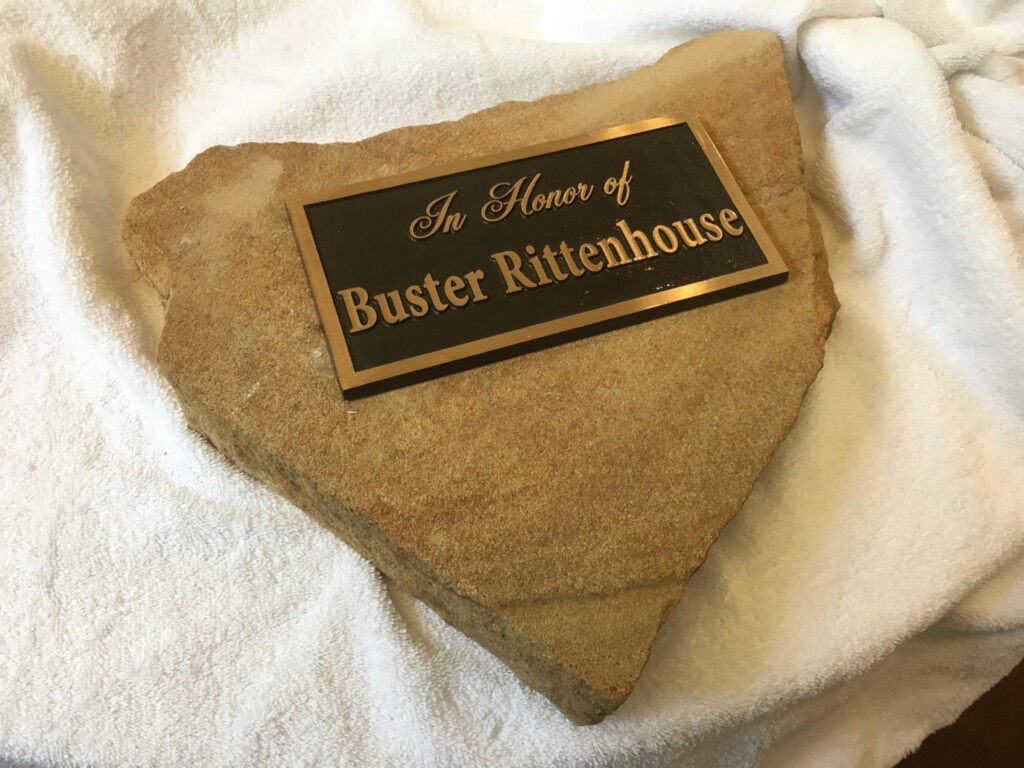 In Honor of
Buster Rittenhouse